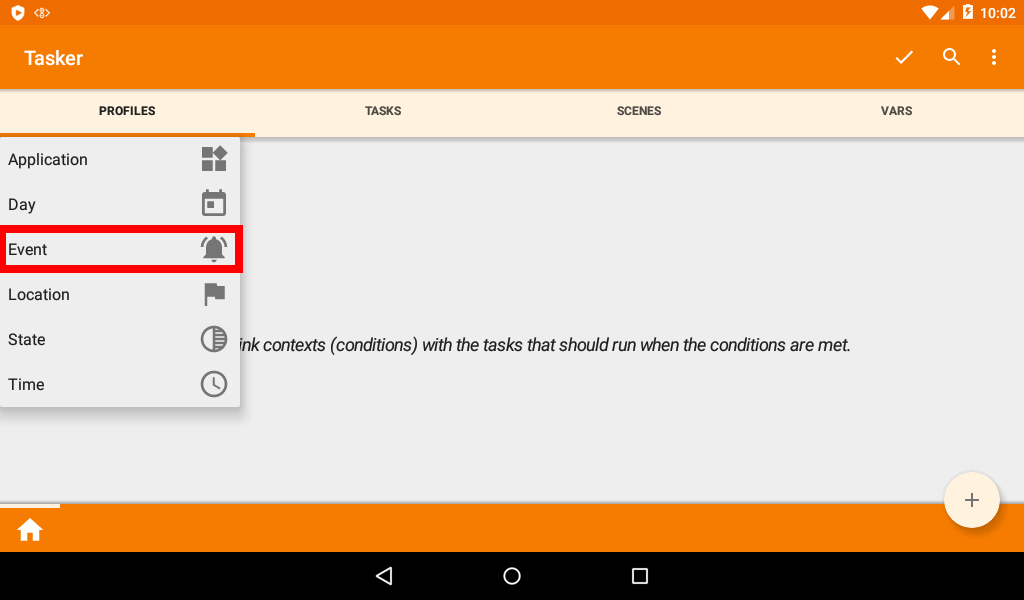 10:02
Tasker
PROFILES TASKS SCENES VARS
Application
Day
Event
Location
State
ink contexts (conditions) with the tasks that should run when the conditions are met.
Time